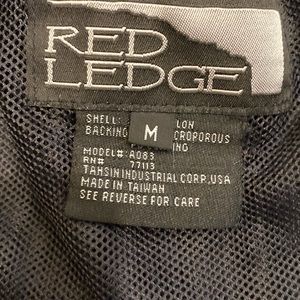 RED
LEDGE
M
SHELL: LON
BACKING CROPOROUS
NG
MODEL# A083
RN# 77113
TAHSIN INDUSTRIAL CORP, USA
MADE IN TAIWAN
SEE REVERSE FOR CARE